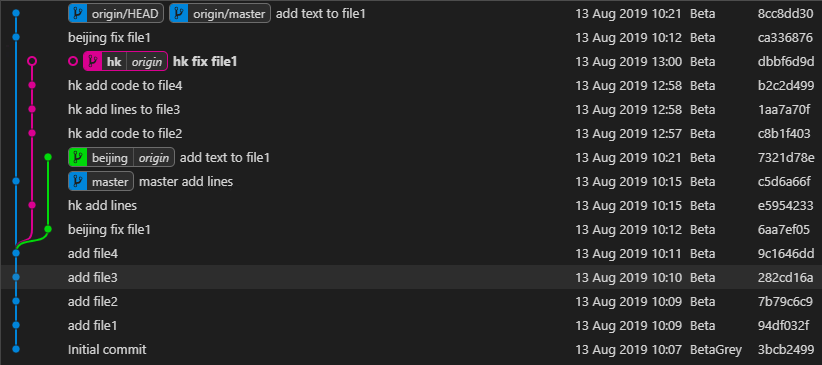 origin/HEAD origin/master add text to file1 13 Aug 2019 10:21 Beta 8cc8dd30
beijing fix file1 13 Aug 2019 10:12 Beta ca336876
hk origin hk fix file1 13 Aug 2019 13:00 Beta dbbf6d9d
hk add code to file4 13 Aug 2019 12:58 Beta b2c2d499
hk add lines to file3 13 Aug 2019 12:58 Beta 1aa7a70f
hk add code to file2 13 Aug 2019 12:57 Beta c8b1f403
beijing origin add text to file1 13 Aug 2019 10:21 Beta 7321d78e
master master add lines 13 Aug 2019 10:15 Beta c5d6a66f
hk add lines 13 Aug 2019 10:15 Beta e5954233
beijing fix file1 13 Aug 2019 10:12 Beta 6aa7ef05
add file4 13 Aug 2019 10:11 Beta 9c1646dd
add file3 13 Aug 2019 10:10 Beta 282cd16a
add file2 13 Aug 2019 10:09 Beta 7b79c6c9
add file1 13 Aug 2019 10:09 Beta 94df032f
Initial commit 13 Aug 2019 10:07 BetaGrey 3bcb2499